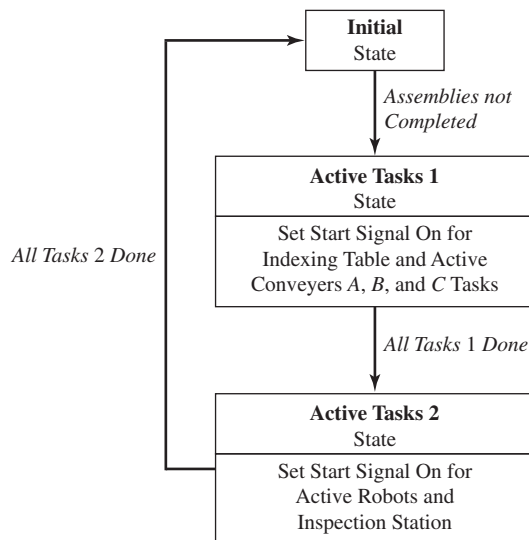 Initial
State
Assemblies not
Completed
Active Tasks 1
State
Set Start Signal On for
Indexing Table and Active
Conveyers A, B, and C Tasks
All Tasks 2 Done
All Tasks 1 Done
Active Tasks 2
State
Set Start Signal On for
Active Robots and
Inspection Station